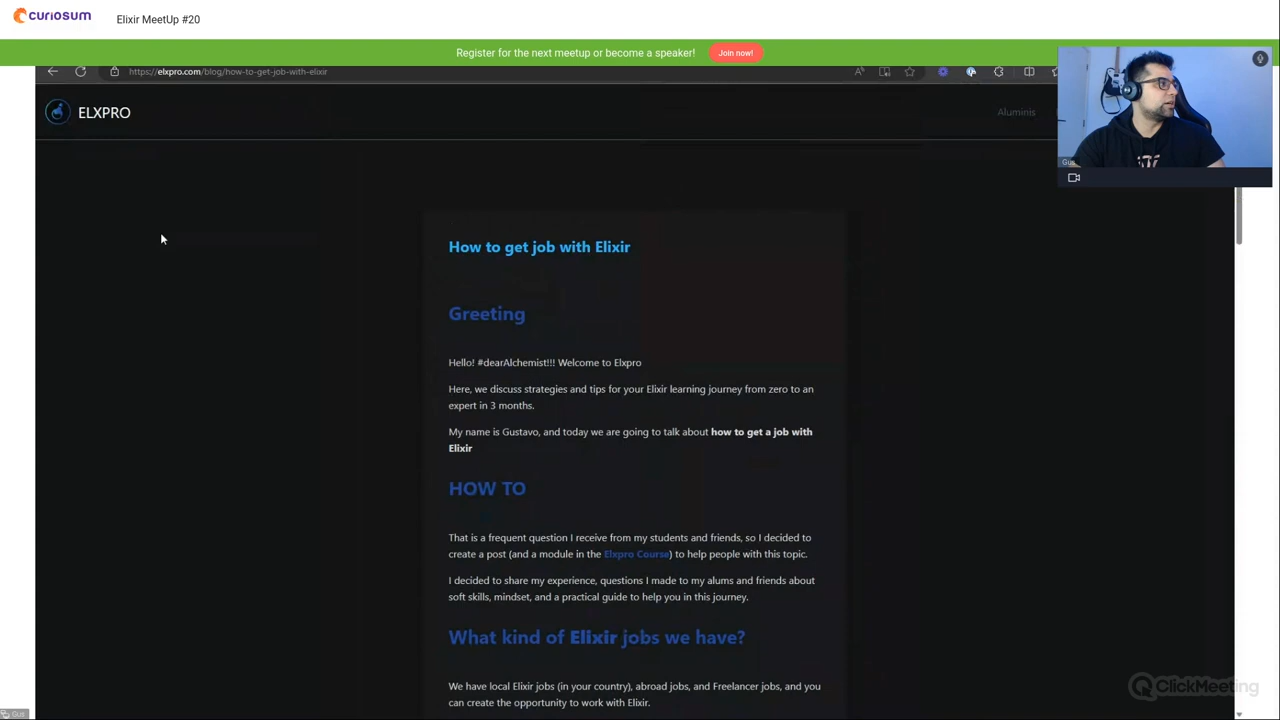 curiosum
Elixir MeetUp #20
Register for the next meetup or become a speaker!
Join now!
https://elxpro.com/blog/how-to-get-job-with-elixir
ELXPRO
Aluminis
Gus
How to get job with Elixir
Greeting
Hello! #dearAlchemist!!! Welcome to Elxpro
Here, we discuss strategies and tips for your Elixir learning journey from zero to an
expert in 3 months.
My name is Gustavo, and today we are going to talk about how to get a job with
Elixir
HOW TO
That is a frequent question I receive from my students and friends, so I decided to
create a post (and a module in the Elxpro Course) to help people with this topic.
I decided to share my experience, questions I made to my alums and friends about
soft skills, mindset, and a practical guide to help you in this journey.
What kind of Elixir jobs we have?
We have local Elixir jobs (in your country), abroad jobs, and Freelancer jobs, and you
can create the opportunity to work with Elixir.
ClickMeeting
Gus